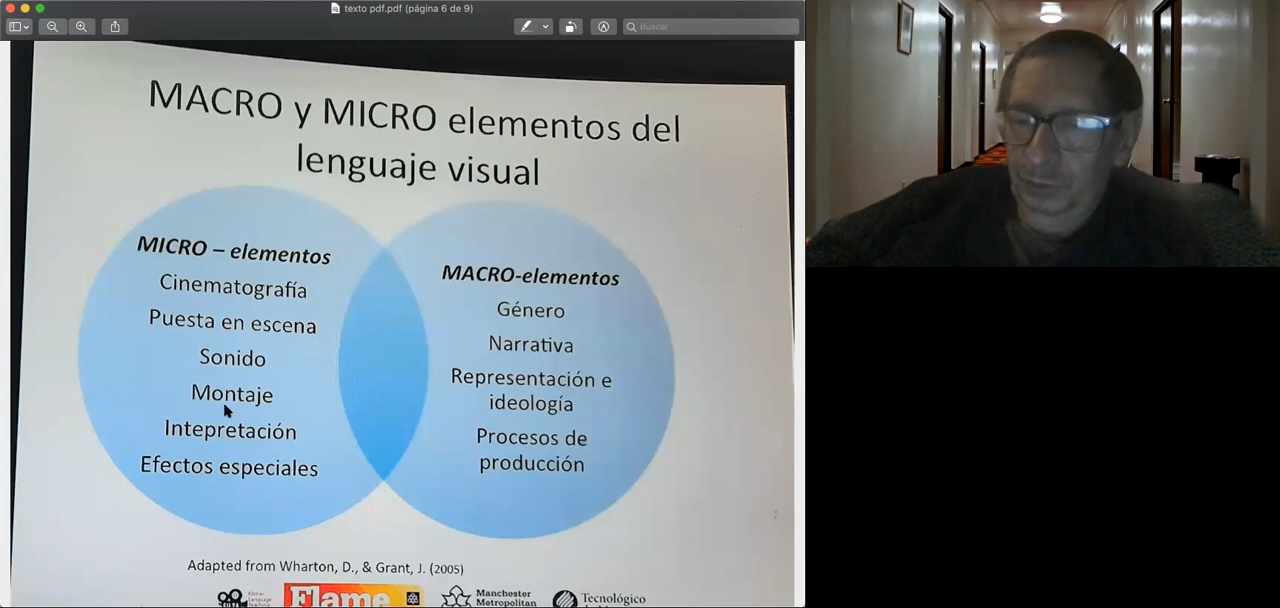 texto pdf.pdf (página 6 de 9)
Buscar
MACRO y MICRO elementos del
lenguaje visual
MICRO – elementos
Cinematografía
Puesta en escena
Sonido
Montaje
Intepretación
Efectos especiales
MACRO-elementos
Género
Narrativa
Representación e
ideología
Procesos de
producción
Adapted from Wharton, D., & Grant, J. (2005)
Flame
Manchester
Metropolitan
Tecnológico